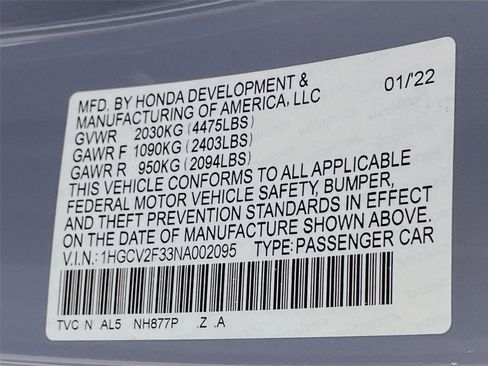 MFD. BY HONDA DEVELOPMENT & 01/'22
MANUFACTURING OF AMERICA, LLC
GVWR 2030KG (4475LBS)
GAWR F 1090KG (2403LBS)
GAWR R 950KG (2094LBS)
THIS VEHICLE CONFORMS TO ALL APPLICABLE
FEDERAL MOTOR VEHICLE SAFETY, BUMPER,
AND THEFT PREVENTION STANDARDS IN EFFECT
ON THE DATE OF MANUFACTURE SHOWN ABOVE.
V.I.N.: 1HGCV2F33NA002095 TYPE: PASSENGER CAR
TVC N AL5 NH877P .Z .A